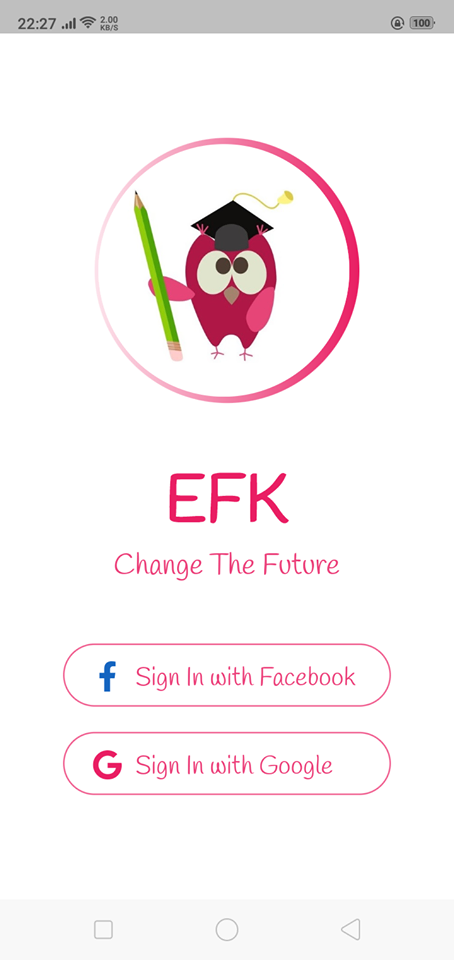 22:27 2.00 KB/S 100
EFK
Change The Future
Sign In with Facebook
Sign In with Google